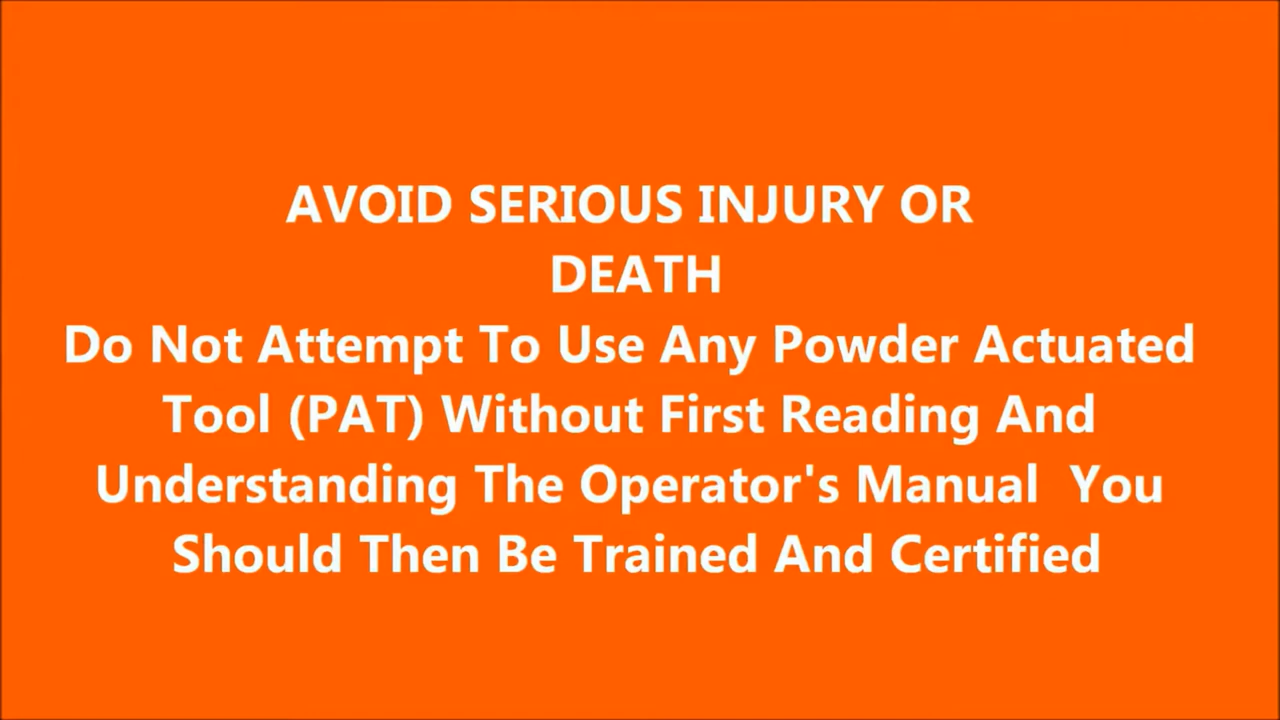 AVOID SERIOUS INJURY OR
DEATH
Do Not Attempt To Use Any Powder Actuated
Tool (PAT) Without First Reading And
Understanding The Operator's Manual  You
Should Then Be Trained And Certified